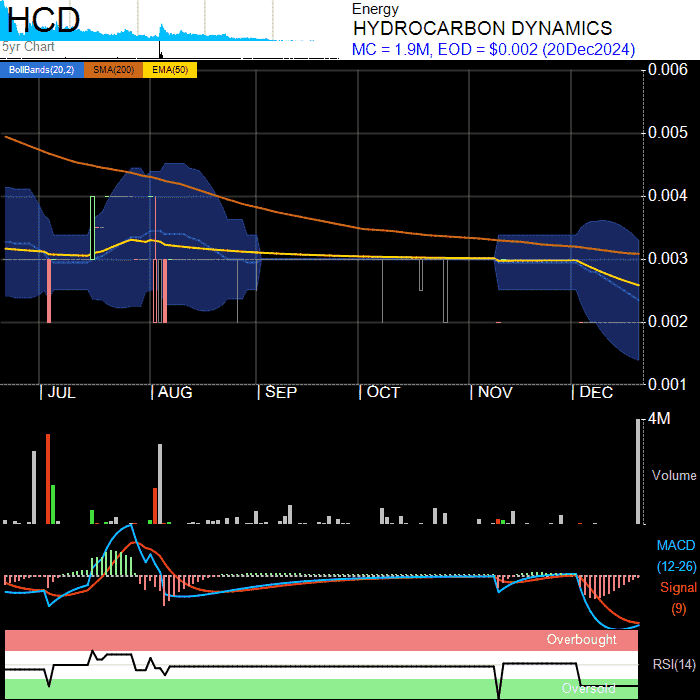 HCD
5yr Chart
Energy
HYDROCARBON DYNAMICS
MC = 1.9M, EOD = $0.002 (20Dec2024)
BollBands(20,2) SMA(200) EMA(50)
0.006
0.005
0.004
0.003
0.002
0.001
JUL AUG SEP OCT NOV DEC
4M
Volume
MACD
(12-26)
Signal
(9)
Overbought
RSI(14)
Oversold